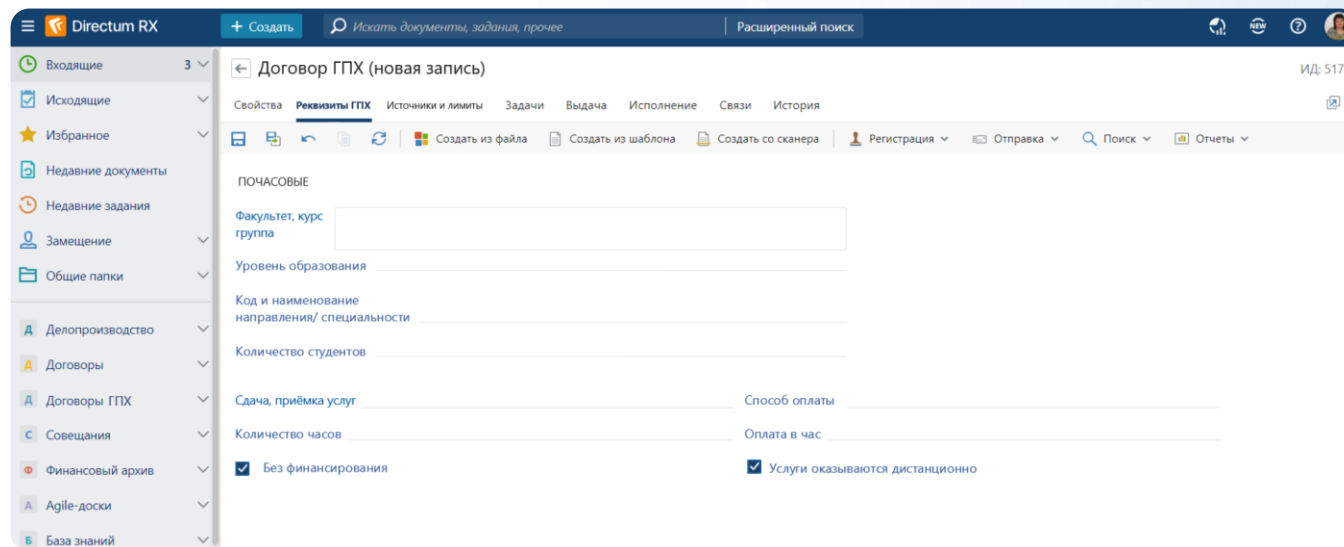 Directum RX
+ Создать
Искать документы, задания, прочее
Расширенный поиск
NEW
?
Входящие 3
Исходящие
Избранное
Недавние документы
Недавние задания
Замещение
Общие папки
Д Делопроизводство
Д Договоры
Д Договоры ГПХ
С Совещания
Ф Финансовый архив
A Agile-доски
Б База знаний
← Договор ГПХ (новая запись)
ИД: 517
Свойства Реквизиты ГПХ Источники и лимиты Задачи Выдача Исполнение Связи История
Создать из файла Создать из шаблона Создать со сканера Регистрация Отправка Поиск Отчеты
ПОЧАСОВЫЕ
Факультет, курс
группа
Уровень образования
Код и наименование
направления/ специальности
Количество студентов
Сдача, приёмка услуг Способ оплаты
Количество часов Оплата в час
Без финансирования Услуги оказываются дистанционно